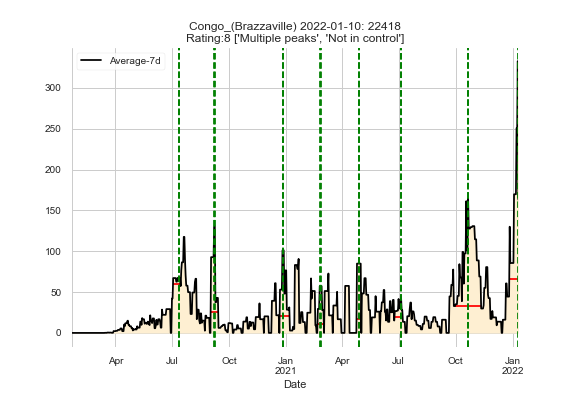 Congo_(Brazzaville) 2022-01-10: 22418
Rating:8 ['Multiple peaks', 'Not in control']
Average-7d
300
250
200
150
100
50
0
Apr Jul Oct Jan Apr Jul Oct Jan
2021 2022
Date